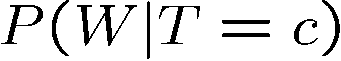 P(W|T = c)